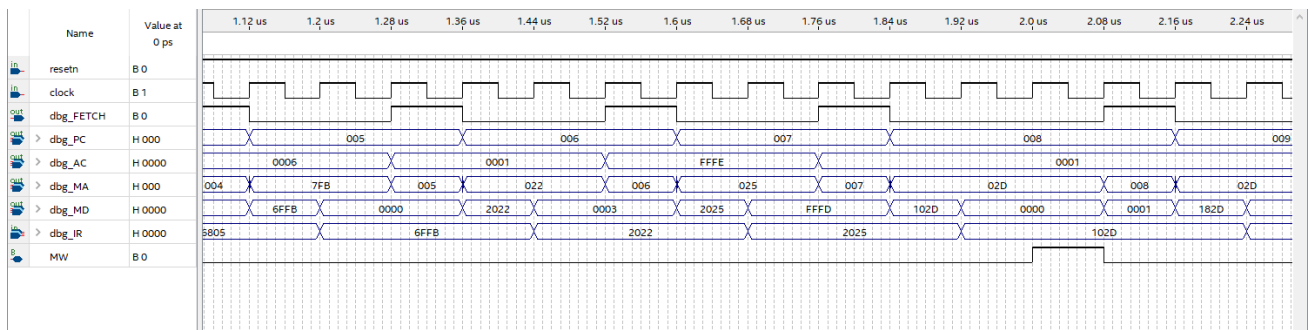 Name Value at 0 ps 1.12 us 1.2 us 1.28 us 1.36 us 1.44 us 1.52 us 1.6 us 1.68 us 1.76 us 1.84 us 1.92 us 2.0 us 2.08 us 2.16 us 2.24 us
in resetn B 0
in clock B 1
out dbg_FETCH B 0
out > dbg_PC H 000 005 006 007 008 009
out > dbg_AC H 0000 0006 0001 FFFE 0001
out > dbg_MA H 000 004 7FB 005 022 006 025 007 02D 008 02D
out > dbg_MD H 0000 6FFB 0000 2022 0003 2025 FFFD 102D 0000 0001 182D
in > dbg_IR H 0000 6805 6FFB 2022 2025 102D
B MW B 0